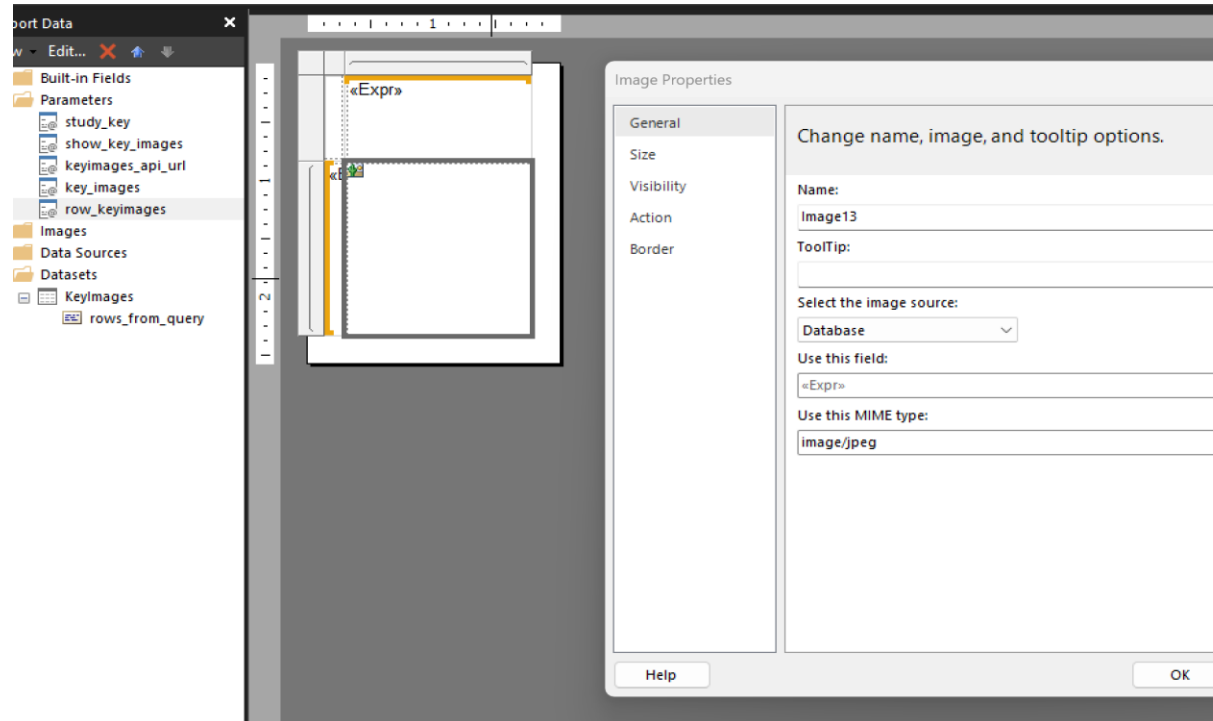 port Data
Edit...
Built-in Fields
Parameters
study_key
show_key_images
keyimages_api_url
key_images
row_keyimages
Images
Data Sources
Datasets
KeyImages
rows_from_query
1
2
«Expr»
«E
Image Properties
General
Size
Visibility
Action
Border
Change name, image, and tooltip options.
Name:
Image13
ToolTip:
Select the image source:
Database
Use this field:
«Expr»
Use this MIME type:
image/jpeg
Help
OK